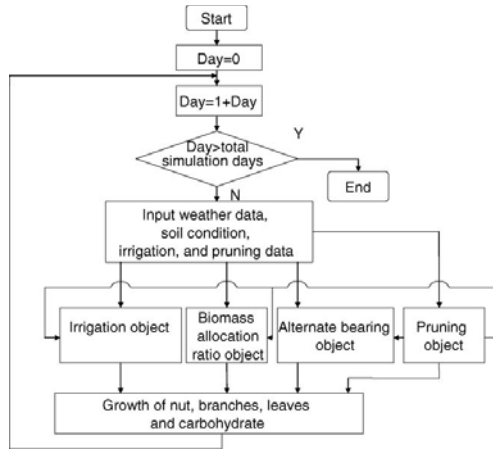 Start
Day=0
Day=1+Day
Day>total
simulation days
Y
End
N
Input weather data,
soil condition,
irrigation, and pruning data
Irrigation object
Biomass
allocation
ratio object
Alternate bearing
object
Pruning
object
Growth of nut, branches, leaves
and carbohydrate